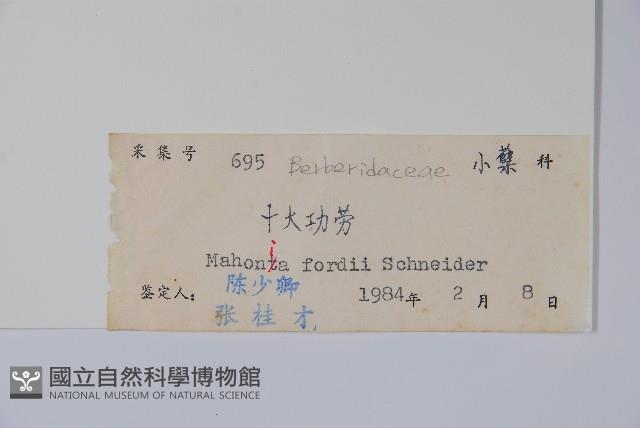 采集号 695 Berberidaceae 小蘗 科
十大功劳
Mahonia fordii Schneider
鉴定人: 陈少卿 1984年 2月 8日
张桂才
國立自然科學博物館
NATIONAL MUSEUM OF NATURAL SCIENCE